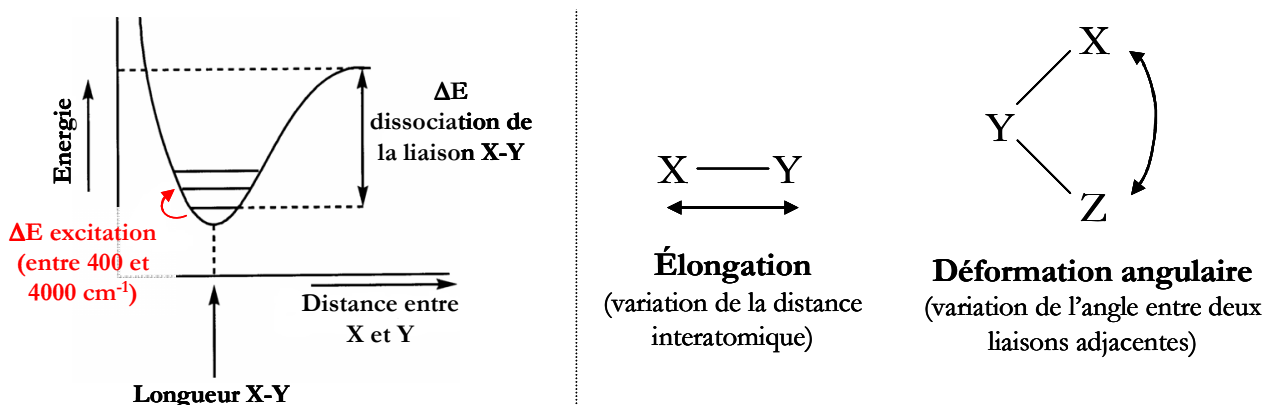 Energie
ΔE
dissociation de
la liaison X-Y
ΔE excitation
(entre 400 et
4000 cm-1)
Distance entre
X et Y
Longueur X-Y
X Y
Élongation
(variation de la distance
interatomique)
X
Y
Z
Déformation angulaire
(variation de l’angle entre deux
liaisons adjacentes)